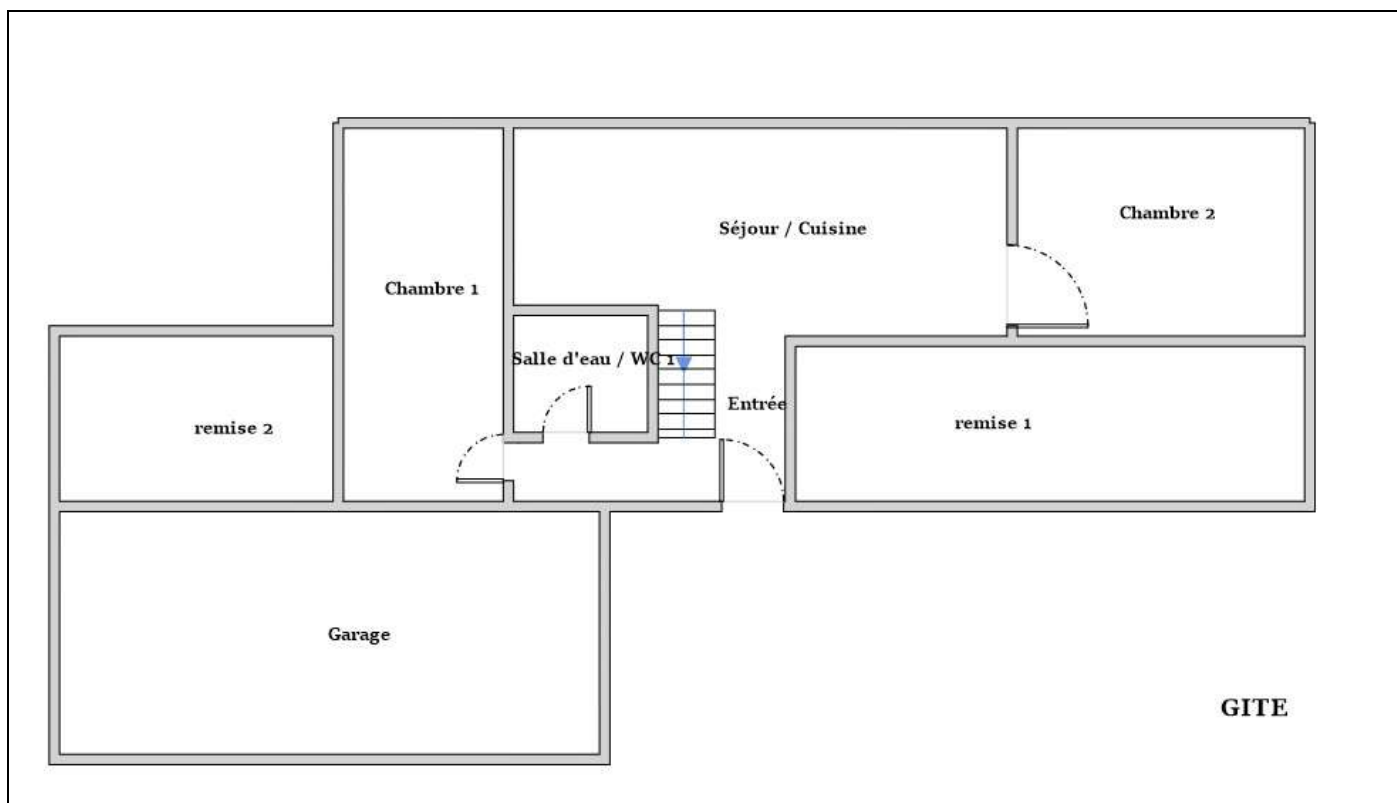 Chambre 2
Séjour / Cuisine
Chambre 1
Salle d'eau / WC 1
Entrée
remise 1
remise 2
Garage
GITE